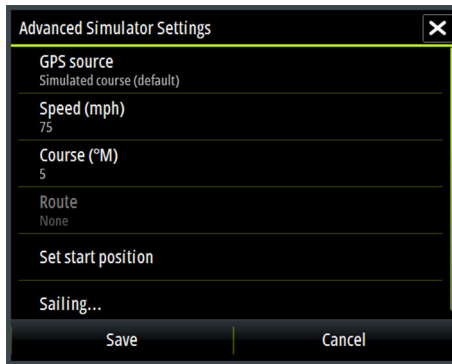 Advanced Simulator Settings
GPS source
Simulated course (default)
Speed (mph)
75
Course (°M)
5
Route
None
Set start position
Sailing...
Save Cancel